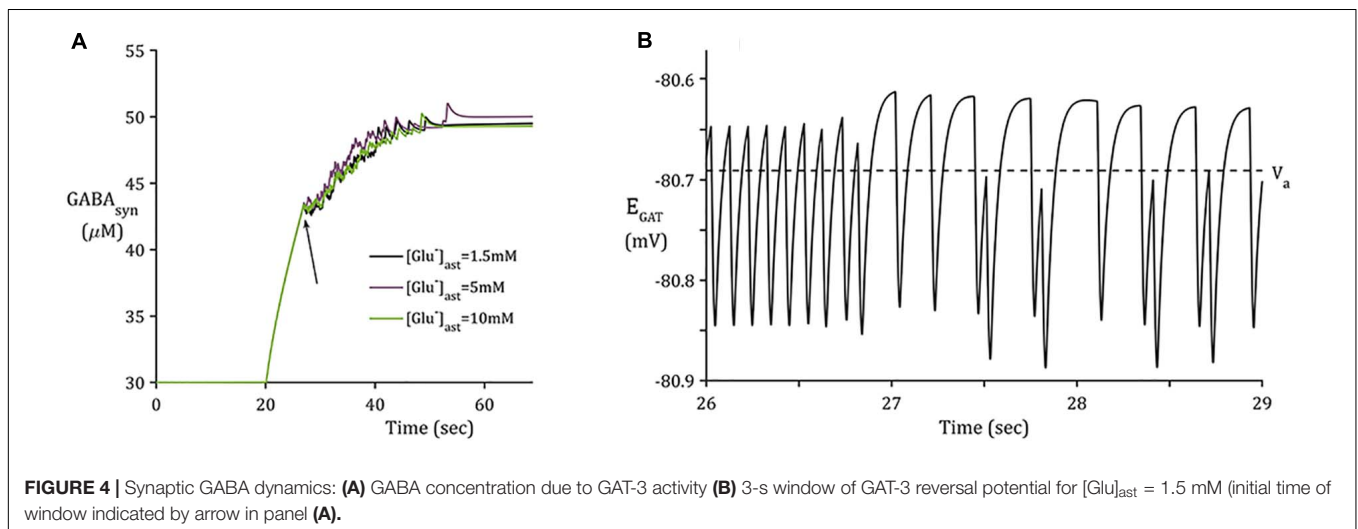 A
55
50
45
40
35
30
GABA_syn
(μM)
[Glu⁻]_ast=1.5mM
[Glu⁻]_ast=5mM
[Glu⁻]_ast=10mM
0 20 40 60
Time (sec)
B
-80.6
-80.7
-80.8
-80.9
E_GAT
(mV)
V_a
26 27 28 29
Time (sec)
FIGURE 4 | Synaptic GABA dynamics: (A) GABA concentration due to GAT-3 activity (B) 3-s window of GAT-3 reversal potential for [Glu]_ast = 1.5 mM (initial time of
window indicated by arrow in panel (A).